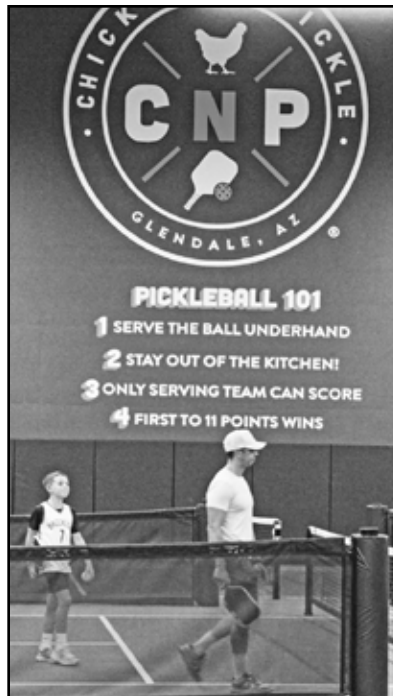 CHICK
CKLE
CNP
GLENDALE, AZ
®
PICKLEBALL 101
1 SERVE THE BALL UNDERHAND
2 STAY OUT OF THE KITCHEN!
3 ONLY SERVING TEAM CAN SCORE
4 FIRST TO 11 POINTS WINS
7